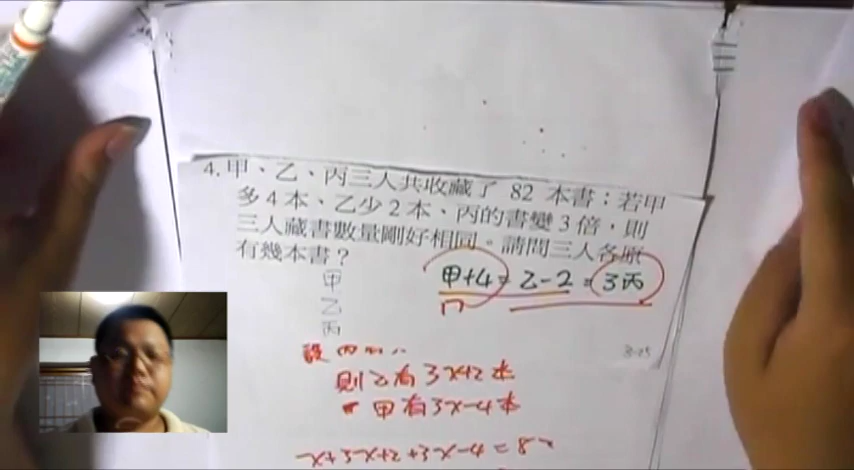 4. 甲、乙、丙三人共收藏了 82 本書；若甲
多4本、乙少2本、丙的書變3倍，則
三人藏書數量剛好相同。請問三人各原
有幾本書？
甲
乙
丙
甲+4 = 乙-2 = 3丙
設丙
則乙有3x+2本
甲有3x-4本
x+3x+2+3x-4 = 82